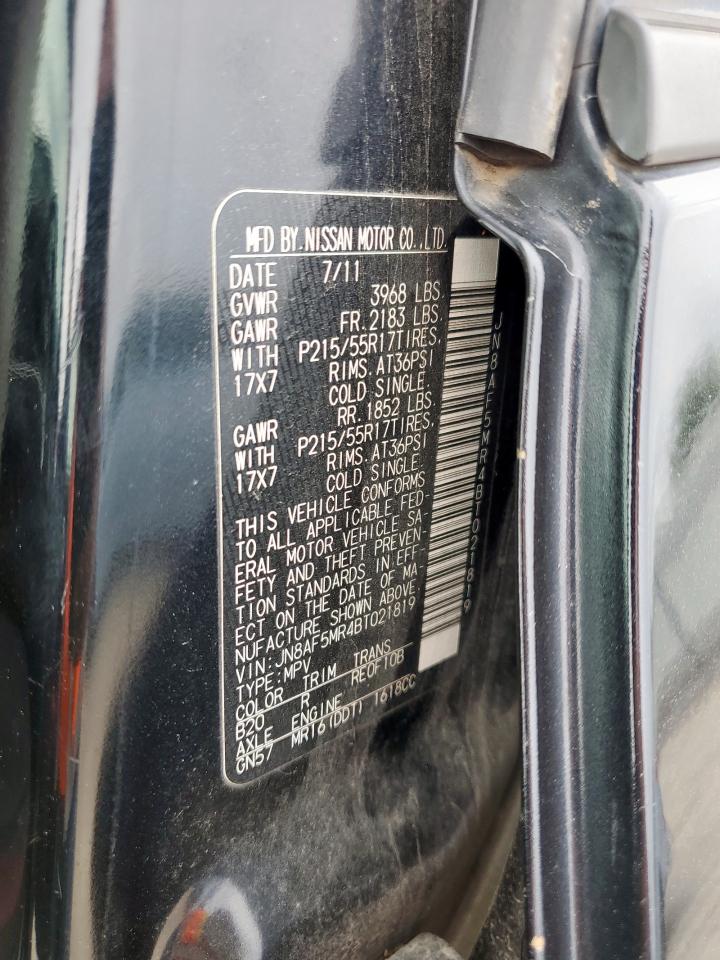 MFD BY.NISSAN MOTOR CO.,LTD.
DATE 7/11
GVWR 3968 LBS.
GAWR FR.2183 LBS.
WITH P215/55R17TIRES.
17X7 RIMS.AT36PSI
COLD SINGLE.
GAWR RR.1852 LBS.
WITH P215/55R17TIRES.
17X7 RIMS.AT36PSI
COLD SINGLE.
THIS VEHICLE CONFORMS
TO ALL APPLICABLE FED-
ERAL MOTOR VEHICLE SA
FETY AND THEFT PREVEN-
TION STANDARDS IN EFF-
ECT ON THE DATE OF MA-
NUFACTURE SHOWN ABOVE.
VIN:JN8AF5MR4BT021819
TYPE:MPV
COLOR TRIM TRANS
B20 R REOF10B
AXLE ENGINE
GN57 MR16(DDT) 1618CC
JN8AF5MR4BT021819